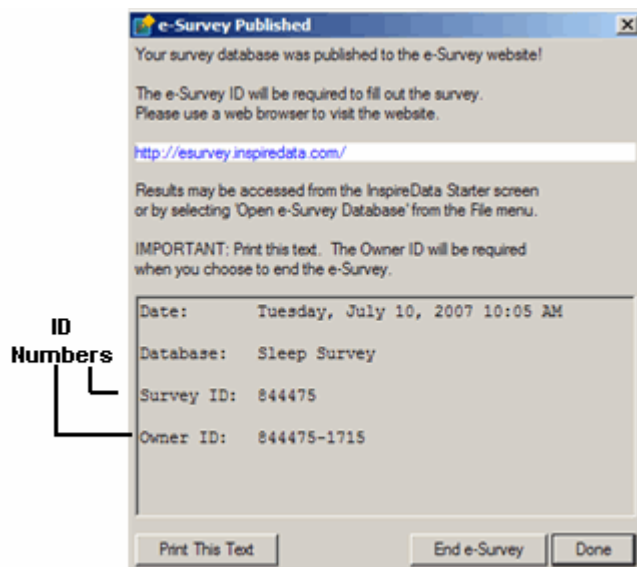 e-Survey Published
Your survey database was published to the e-Survey website!
The e-Survey ID will be required to fill out the survey.
Please use a web browser to visit the website.
http://esurvey.inspiredata.com/
Results may be accessed from the InspireData Starter screen
or by selecting 'Open e-Survey Database' from the File menu.
IMPORTANT: Print this text. The Owner ID will be required
when you choose to end the e-Survey.
ID
Numbers
Date: Tuesday, July 10, 2007 10:05 AM
Database: Sleep Survey
Survey ID: 844475
Owner ID: 844475-1715
Print This Text End e-Survey Done